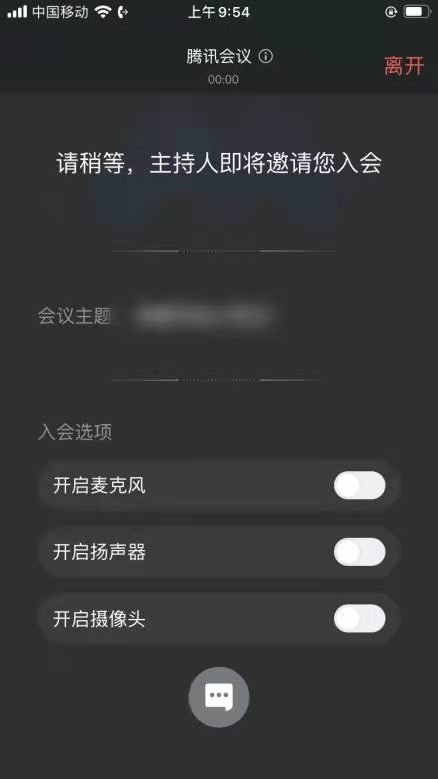 中国移动
上午9:54
腾讯会议
00:00
离开
请稍等，主持人即将邀请您入会
会议主题
入会选项
开启麦克风
开启扬声器
开启摄像头